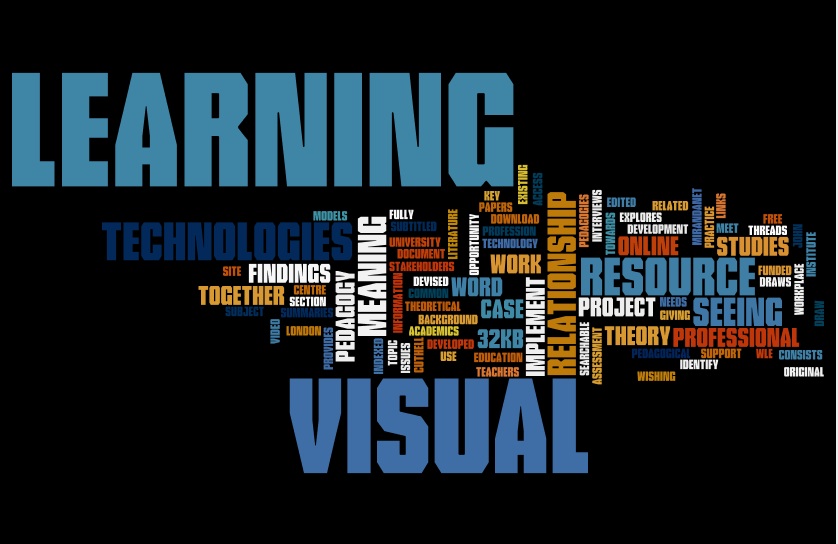 LEARNING
EXISTING
ACCESS
KEY
PAPERS
MODELS
FULLY
SUBTITLED
LITERATURE
DOWNLOAD
TECHNOLOGIES
MEANING
UNIVERSITY
DOCUMENT
STAKEHOLDERS
OPPORTUNITY
PROFESSION
TECHNOLOGY
WORK
RELATIONSHIP
PEDAGOGIES
INTERVIEWS
EDITED
RELATED
MIRANDANET
PRACTICE
LINKS
TOWARDS
EXPLORES
DEVELOPMENT
ONLINE
MEET
FREE
THREADS
STUDIES
INSTITUTE
SITE
FINDINGS
TOGETHER
CENTRE
SECTION
SUBJECT
SUMMARIES
VIDEO
LONDON
PROVIDES
PEDAGOGY
INFORMATION
DEVISED
COMMON
WORD
THEORETICAL
CASE
BACKGROUND
ACADEMICS
32KB
IMPLEMENT
RESOURCE
FUNDED
DRAWS
WORKPLACE
PROJECT
NEEDS
GIVING
SEEING
DRAW
THEORY
PROFESSIONAL
SEARCHABLE
ASSESSMENT
INDEXED
TOPIC
ISSUES
CUTHELL
DEVELOPED
USE
EDUCATION
TEACHERS
PEDAGOGICAL
SUPPORT
WLE
CONSISTS
IDENTIFY
ORIGINAL
WISHING
VISUAL